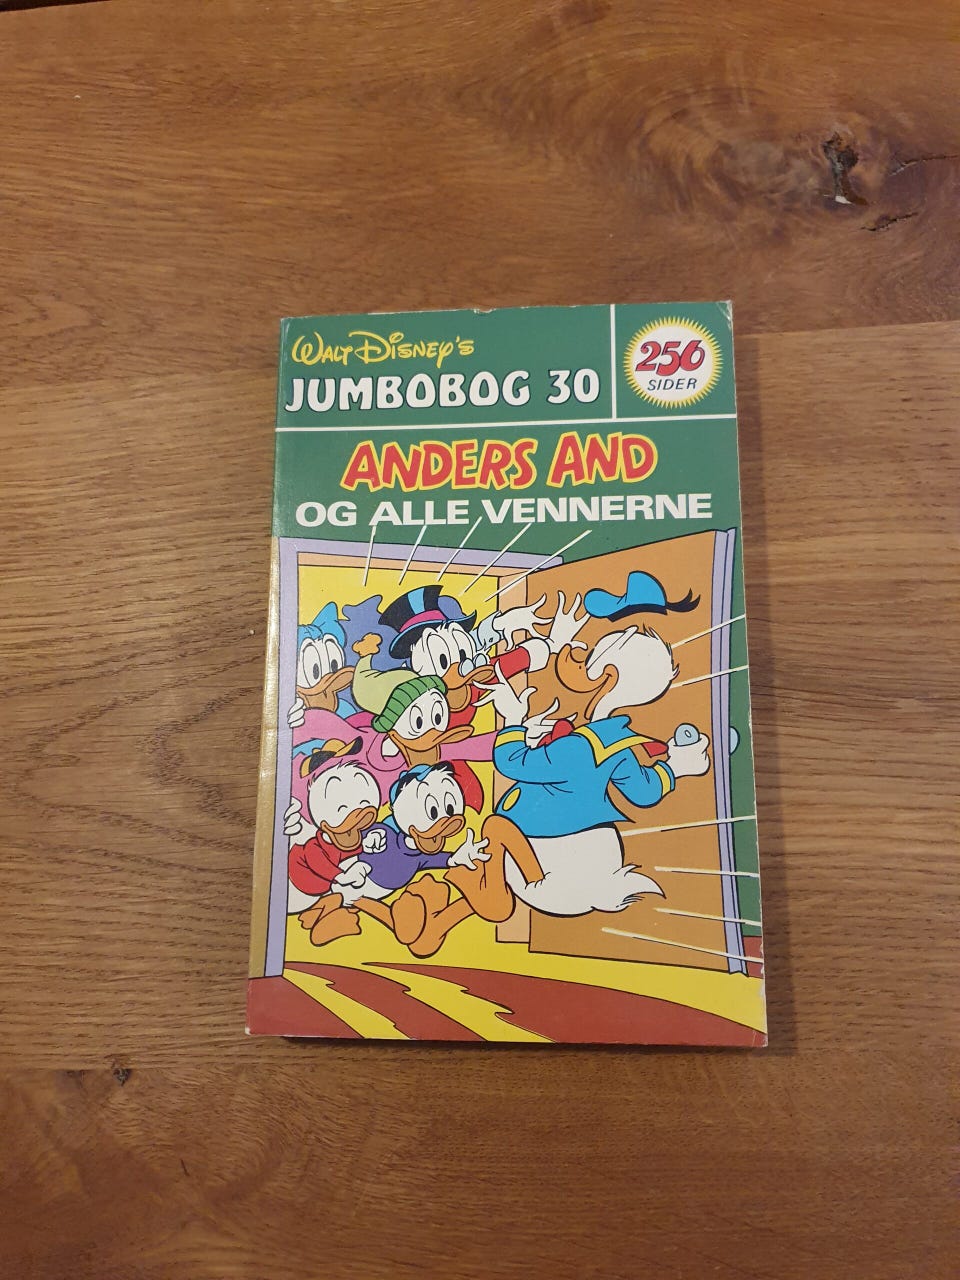 WALT DISNEY'S
JUMBOBOG 30
256
SIDER
ANDERS AND
OG ALLE VENNERNE